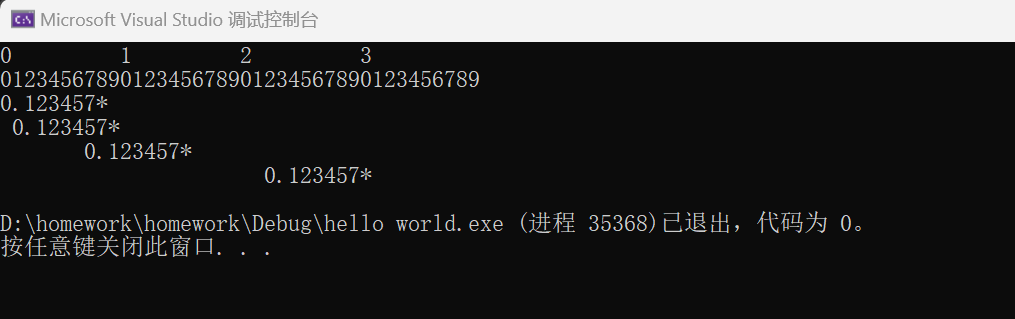 Microsoft Visual Studio 调试控制台
0         1         2         3
0123456789012345678901234567890123456789
0.123457*
 0.123457*
       0.123457*
                      0.123457*
D:\homework\homework\Debug\hello world.exe (进程 35368)已退出，代码为 0。
按任意键关闭此窗口. . .